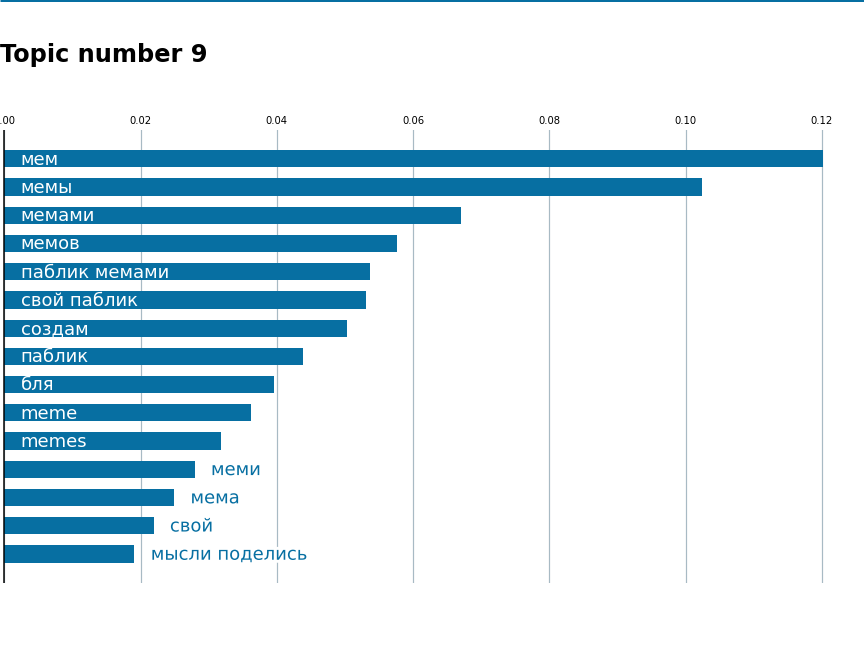 Topic number 9
.00 0.02 0.04 0.06 0.08 0.10 0.12
мем
мемы
мемами
мемов
паблик мемами
свой паблик
создам
паблик
бля
meme
memes
меми
мема
свой
мысли поделись